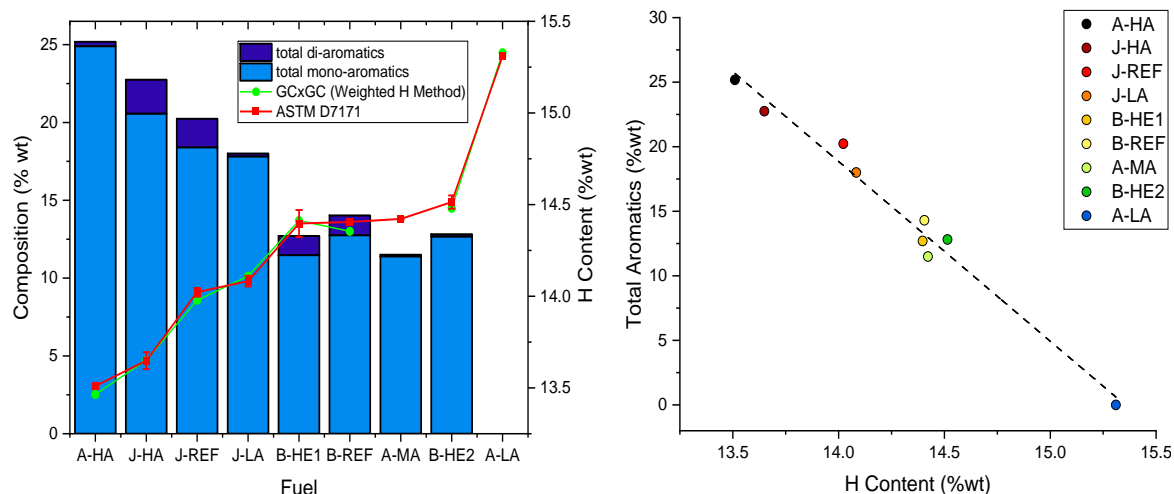 total di-aromatics
total mono-aromatics
GCxGC (Weighted H Method)
ASTM D7171
Composition (% wt)
25
20
15
10
5
0
15.5
15.0
14.5
14.0
13.5
H Content (%wt)
A-HA J-HA J-REF J-LA B-HE1 B-REF A-MA B-HE2 A-LA
Fuel
Total Aromatics (%wt)
30
25
20
15
10
5
0
A-HA
J-HA
J-REF
J-LA
B-HE1
B-REF
A-MA
B-HE2
A-LA
13.5 14.0 14.5 15.0 15.5
H Content (%wt)